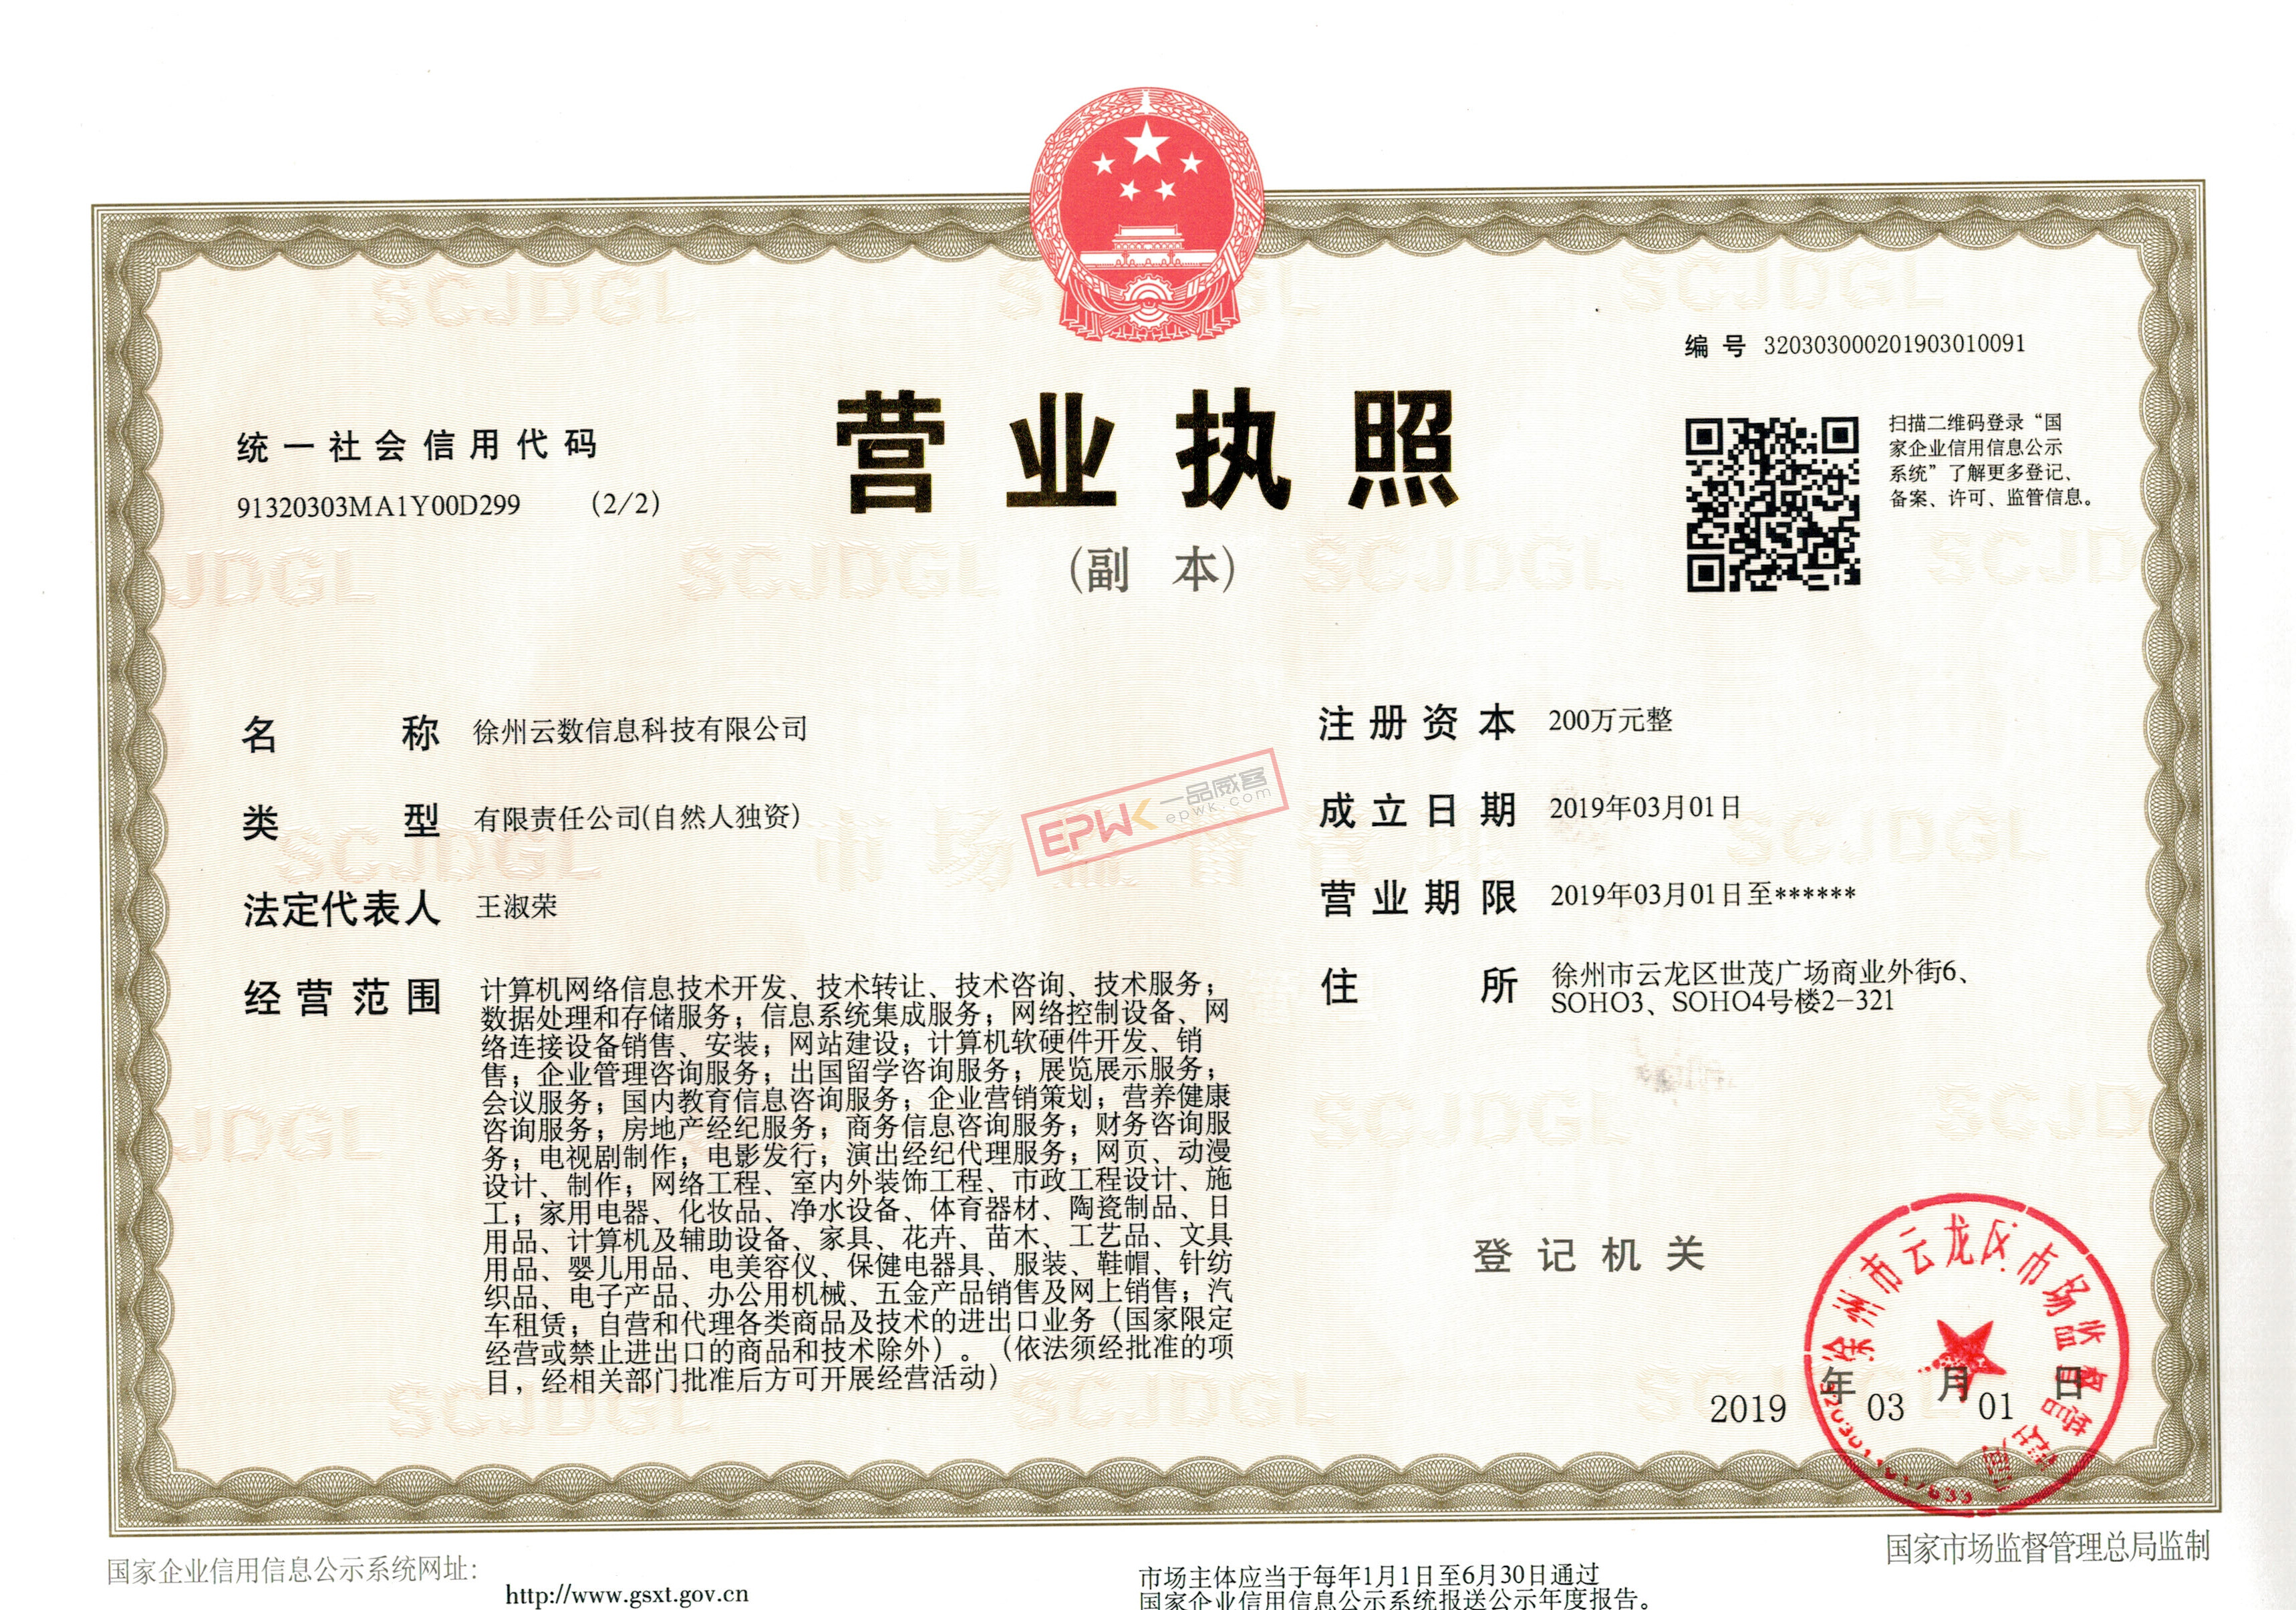 编 号 320303000201903010091
统一社会信用代码
91320303MA1Y00D299 (2/2)
营业执照
(副 本)
扫描二维码登录“国
家企业信用信息公示
系统”了解更多登记、
备案、许可、监管信息。
名 称 徐州云数信息科技有限公司
类 型 有限责任公司(自然人独资)
法定代表人 王淑荣
经营范围 计算机网络信息技术开发、技术转让、技术咨询、技术服务;
数据处理和存储服务;信息系统集成服务;网络控制设备、网
络连接设备销售、安装;网站建设;计算机软硬件开发、销
售;企业管理咨询服务;出国留学咨询服务;展览展示服务;
会议服务;国内教育信息咨询服务;企业营销策划;营养健康
咨询服务;房地产经纪服务;商务信息咨询服务;财务咨询服
务;电视剧制作;电影发行;演出经纪代理服务;网页、动漫
设计、制作;网络工程、室内外装饰工程、市政工程设计、施
工;家用电器、化妆品、净水设备、体育器材、陶瓷制品、日
用品、计算机及辅助设备、家具、花卉、苗木、工艺品、文具
用品、婴儿用品、电美容仪、保健电器具、服装、鞋帽、针纺
织品、电子产品、办公用机械、五金产品销售及网上销售;汽
车租赁;自营和代理各类商品及技术的进出口业务(国家限定
经营或禁止进出口的商品和技术除外)。(依法须经批准的项
目,经相关部门批准后方可开展经营活动)
注册资本 200万元整
成立日期 2019年03月01日
营业期限 2019年03月01日至******
住 所 徐州市云龙区世茂广场商业外街6、
SOHO3、SOHO4号楼2-321
EPWK 一品威客
epwk.com
登记机关
徐州市云龙区市场监督管理局
2019年03月01日
国家企业信用信息公示系统网址:
http://www.gsxt.gov.cn
市场主体应当于每年1月1日至6月30日通过
国家企业信用信息公示系统报送公示年度报告。
国家市场监督管理总局监制